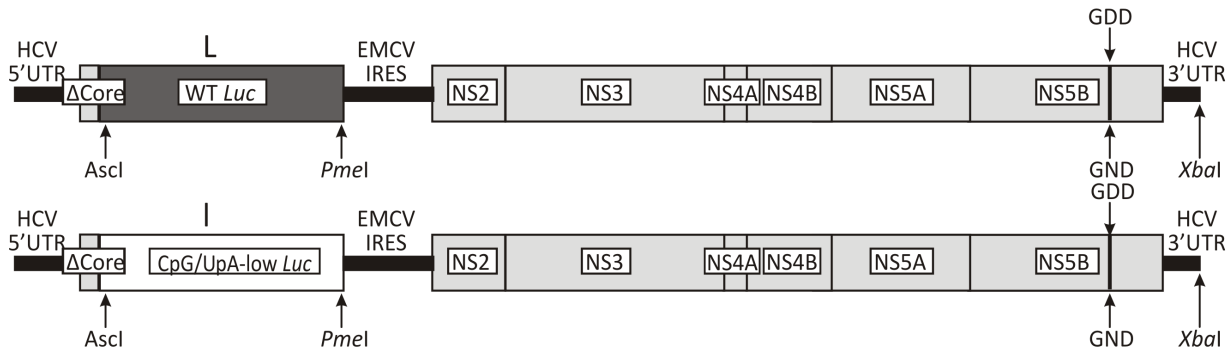 GDD
HCV L EMCV HCV
5'UTR IRES 3'UTR
ΔCore WT Luc NS2 NS3 NS4A NS4B NS5A NS5B
AscI PmeI GND XbaI
GDD
HCV I EMCV HCV
5'UTR IRES 3'UTR
ΔCore CpG/UpA-low Luc NS2 NS3 NS4A NS4B NS5A NS5B
AscI PmeI GND XbaI